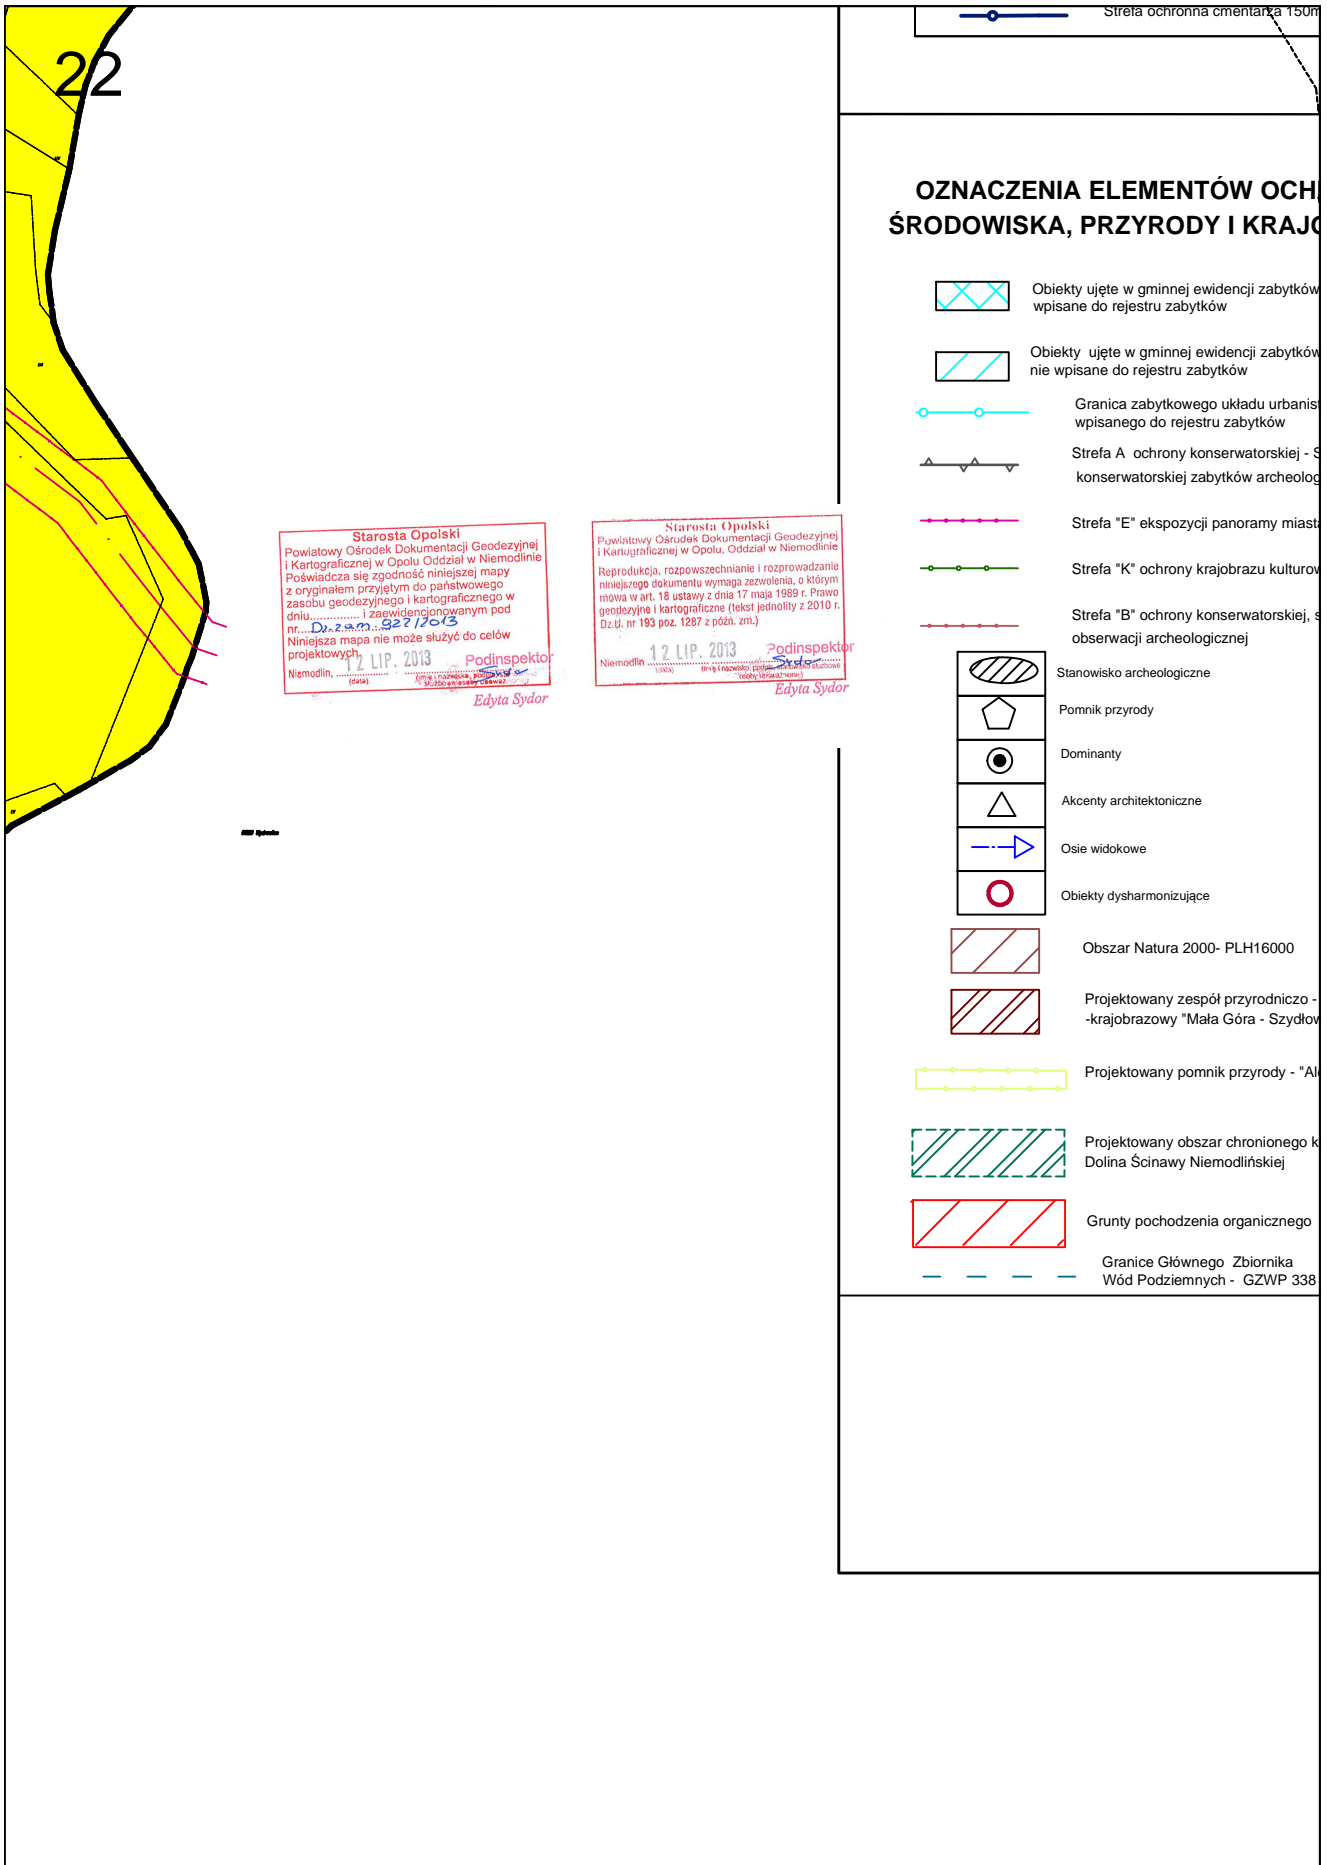 Strefa ochronna cmentarza 150m
22
OZNACZENIA ELEMENTÓW OCH
ŚRODOWISKA, PRZYRODY I KRAJO
Obiekty ujęte w gminnej ewidencji zabytków
wpisane do rejestru zabytków
Obiekty ujęte w gminnej ewidencji zabytków
nie wpisane do rejestru zabytków
Granica zabytkowego układu urbanist
wpisanego do rejestru zabytków
Strefa A ochrony konserwatorskiej - S
konserwatorskiej zabytków archeolog
Strefa "E" ekspozycji panoramy miasta
Strefa "K" ochrony krajobrazu kulturow
Strefa "B" ochrony konserwatorskiej, s
obserwacji archeologicznej
Stanowisko archeologiczne
Pomnik przyrody
Dominanty
Akcenty architektoniczne
Osie widokowe
Obiekty dysharmonizujące
Obszar Natura 2000- PLH16000
Projektowany zespół przyrodniczo -
-krajobrazowy "Mała Góra - Szydłow
Projektowany pomnik przyrody - "Al
Projektowany obszar chronionego k
Dolina Ścinawy Niemodlińskiej
Grunty pochodzenia organicznego
Granice Głównego Zbiornika
Wód Podziemnych - GZWP 338
Starosta Opolski
Powiatowy Ośrodek Dokumentacji Geodezyjnej
i Kartograficznej w Opolu Oddział w Niemodlinie
Poświadcza się zgodność niniejszej mapy
z oryginałem przyjętym do państwowego
zasobu geodezyjnego i kartograficznego w
dniu.............. i zaewidencjonowanym pod
nr.... Dz.zam. 922/2013
Niniejsza mapa nie może służyć do celów
projektowych.
12 LIP. 2013 Podinspektor
Niemodlin,
(data)
Edyta Sydor
Starosta Opolski
Powiatowy Ośrodek Dokumentacji Geodezyjnej
i Kartograficznej w Opolu, Oddział w Niemodlinie
Reprodukcja, rozpowszechnianie i rozprowadzanie
niniejszego dokumentu wymaga zezwolenia, o którym
mowa w art. 18 ustawy z dnia 17 maja 1989 r. Prawo
geodezyjne i kartograficzne (tekst jednolity z 2010 r.
Dz.U. nr 193 poz. 1287 z późn. zm.)
12 LIP. 2013 Podinspektor
Niemodlin
(data)
Edyta Sydor